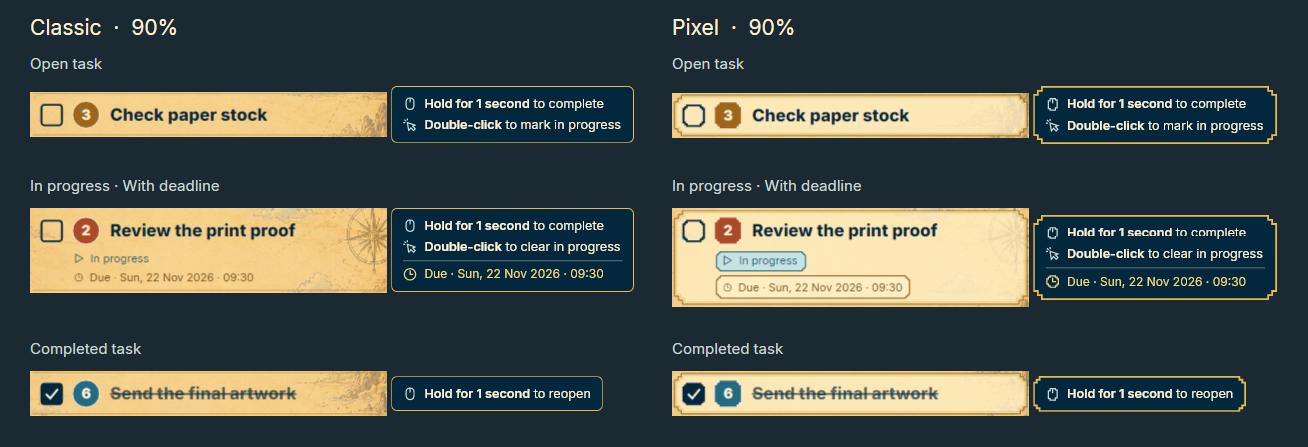 Classic · 90%
Open task
3 Check paper stock
Hold for 1 second to complete
Double-click to mark in progress
In progress · With deadline
2 Review the print proof
In progress
Due · Sun, 22 Nov 2026 · 09:30
Hold for 1 second to complete
Double-click to clear in progress
Due · Sun, 22 Nov 2026 · 09:30
Completed task
6 Send the final artwork
Hold for 1 second to reopen
Pixel · 90%
Open task
3 Check paper stock
Hold for 1 second to complete
Double-click to mark in progress
In progress · With deadline
2 Review the print proof
In progress
Due · Sun, 22 Nov 2026 · 09:30
Hold for 1 second to complete
Double-click to clear in progress
Due · Sun, 22 Nov 2026 · 09:30
Completed task
6 Send the final artwork
Hold for 1 second to reopen